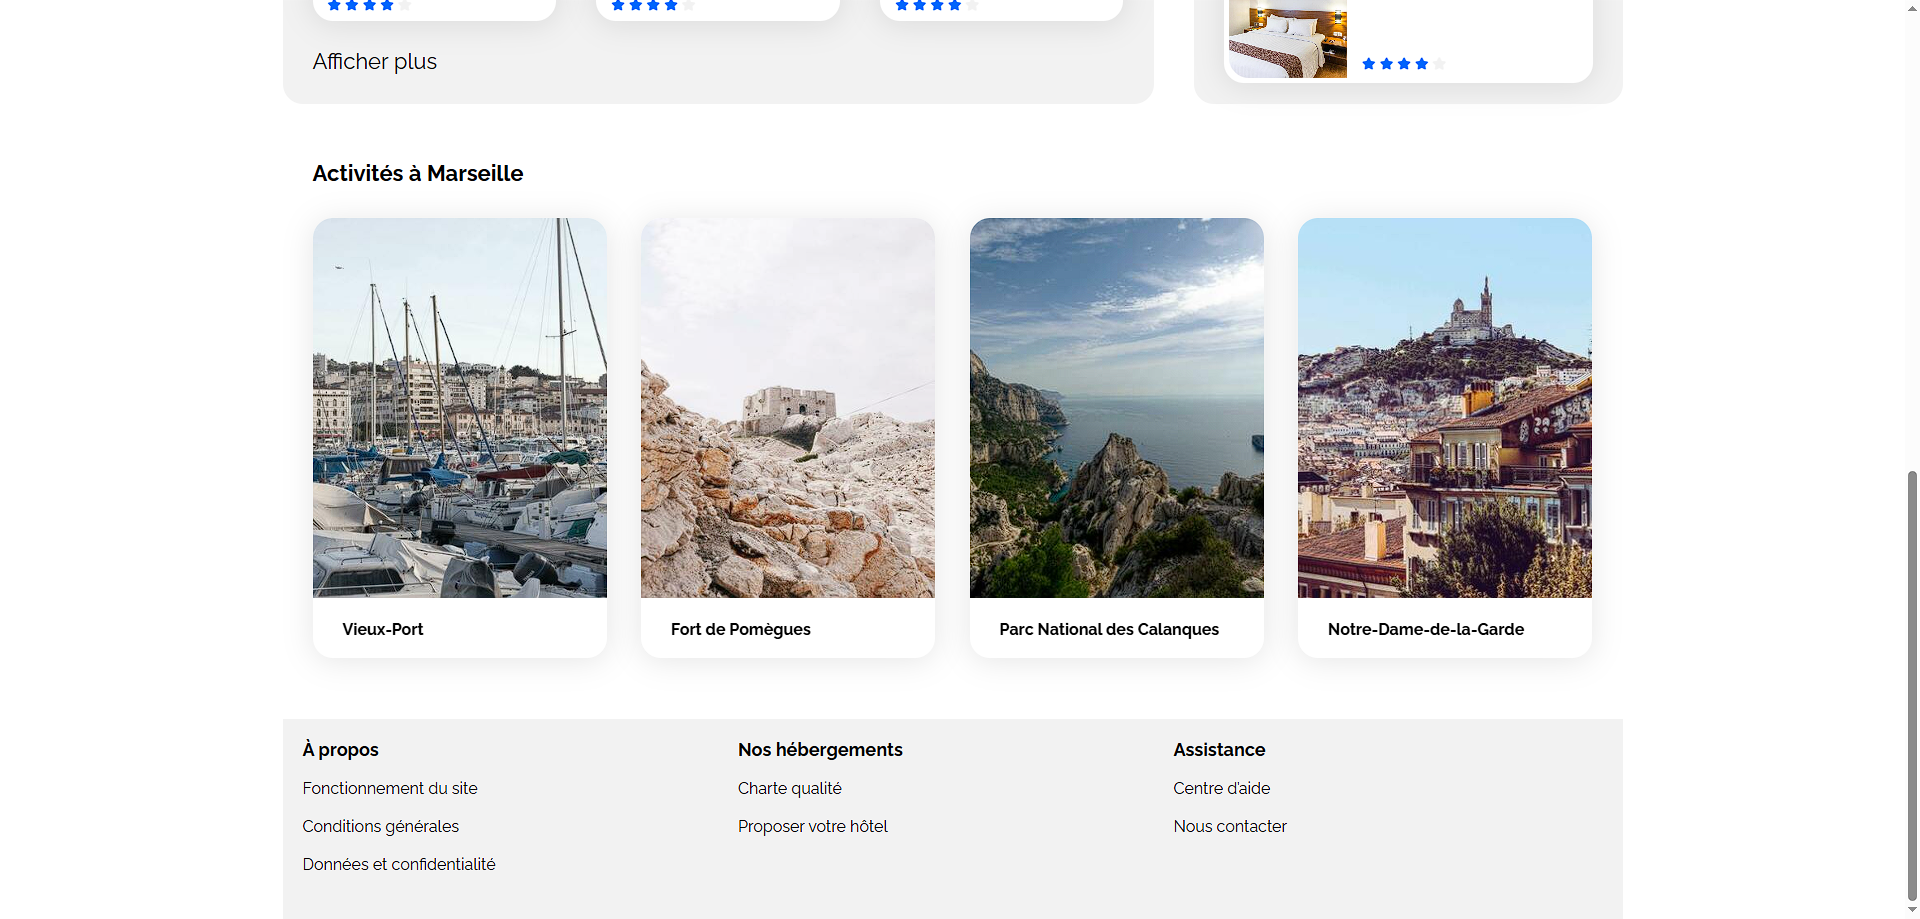 Afficher plus
Activités à Marseille
Vieux-Port
Fort de Pomègues
Parc National des Calanques
Notre-Dame-de-la-Garde
À propos
Fonctionnement du site
Conditions générales
Données et confidentialité
Nos hébergements
Charte qualité
Proposer votre hôtel
Assistance
Centre d'aide
Nous contacter